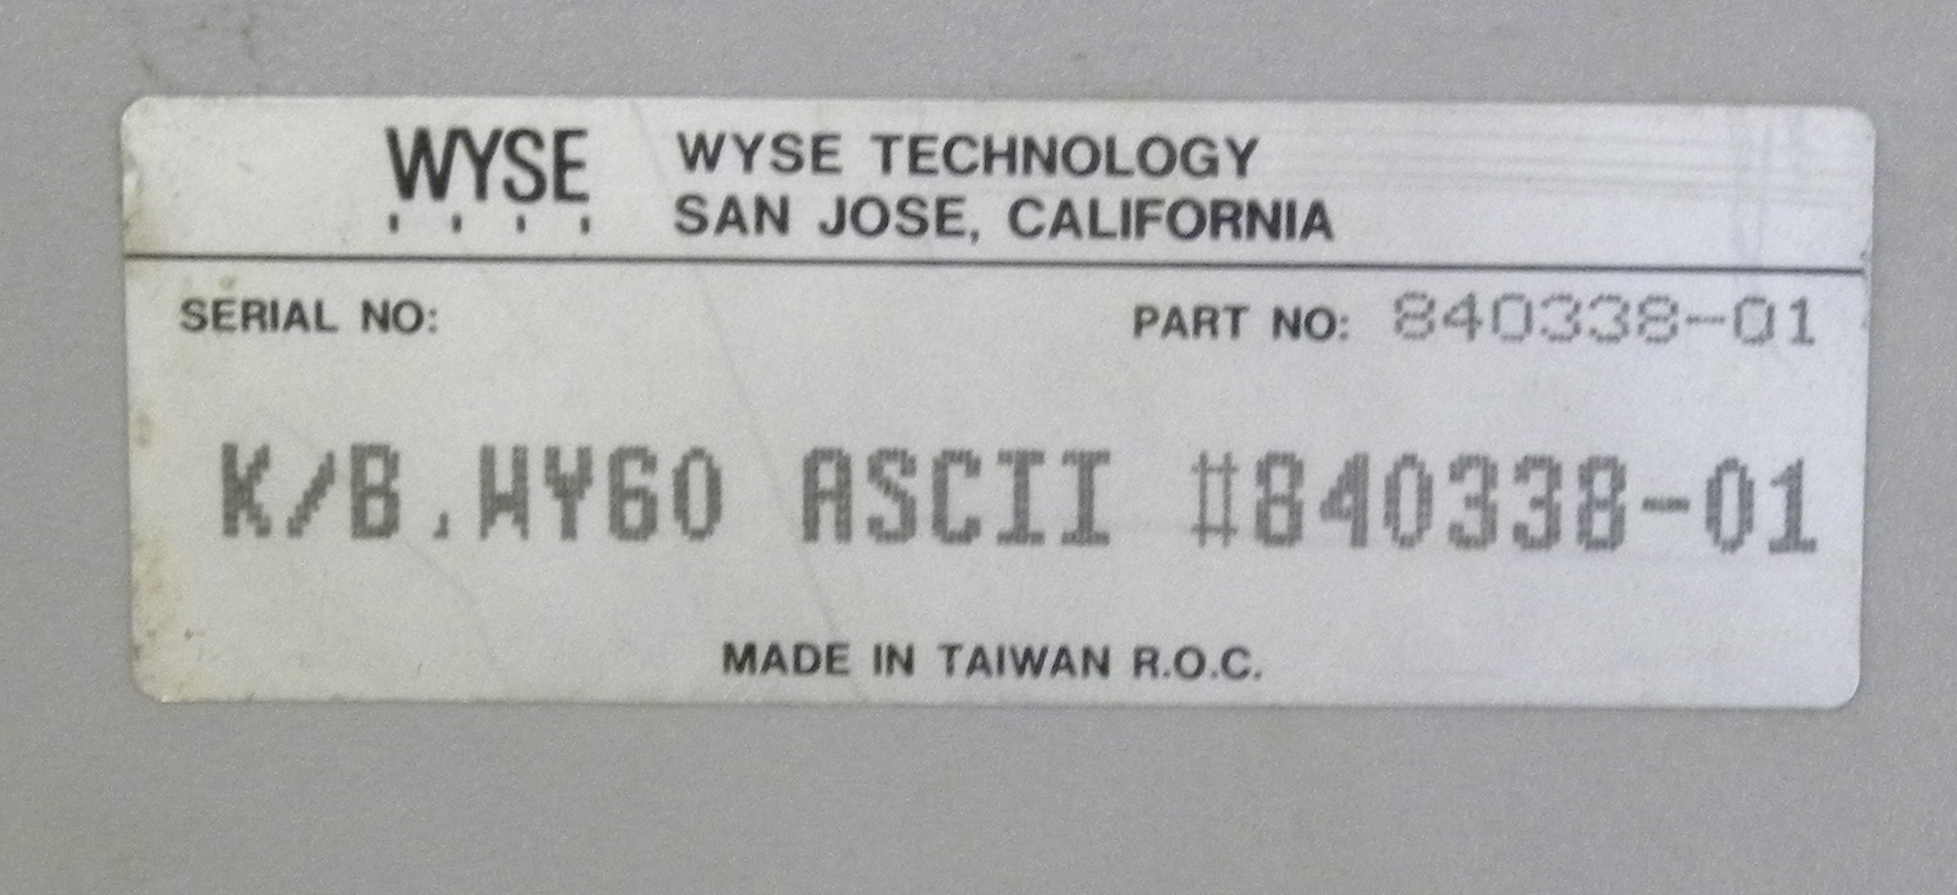 WYSE
WYSE TECHNOLOGY
SAN JOSE, CALIFORNIA
SERIAL NO:
PART NO: 840338-01
K/B,WY60 ASCII #840338-01
MADE IN TAIWAN R.O.C.